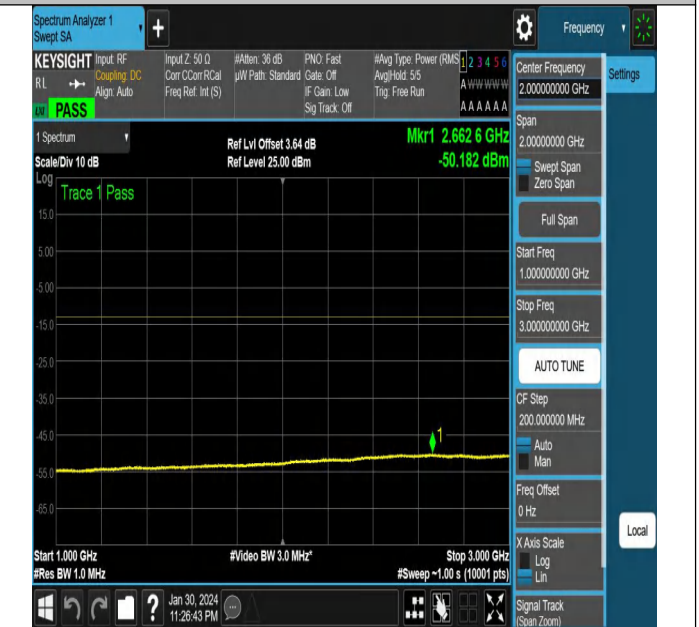 Spectrum Analyzer 1
Swept SA
+
Frequency
KEYSIGHT
RL
PASS
Input: RF
Coupling: DC
Align: Auto
Input Z: 50 Ω
Corr CCorr RCal
Freq Ref: Int (S)
#Atten: 36 dB
µW Path: Standard
PNO: Fast
Gate: Off
IF Gain: Low
Sig Track: Off
#Avg Type: Power (RMS
Avg|Hold: 5/5
Trig: Free Run
1 2 3 4 5 6
A W W W W W
A A A A A A
1 Spectrum
Scale/Div 10 dB
Ref Lvl Offset 3.64 dB
Ref Level 25.00 dBm
Mkr1 2.662 6 GHz
-50.182 dBm
Log
Trace 1 Pass
15.0
5.00
-5.00
-15.0
-25.0
-35.0
-45.0
-55.0
-65.0
1
Start 1.000 GHz
#Res BW 1.0 MHz
#Video BW 3.0 MHz*
Stop 3.000 GHz
#Sweep ~1.00 s (10001 pts)
?
Jan 30, 2024
11:26:43 PM
Center Frequency
2.000000000 GHz
Span
2.00000000 GHz
Swept Span
Zero Span
Full Span
Start Freq
1.000000000 GHz
Stop Freq
3.000000000 GHz
AUTO TUNE
CF Step
200.000000 MHz
Auto
Man
Freq Offset
0 Hz
X Axis Scale
Log
Lin
Signal Track
(Span Zoom)
Settings
Local